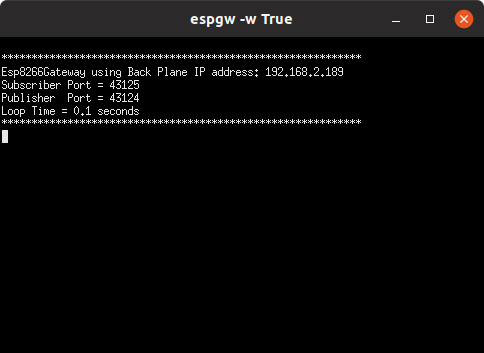 espgw -w True
************************************************************
Esp8266Gateway using Back Plane IP address: 192.168.2.189
Subscriber Port = 43125
Publisher  Port = 43124
Loop Time = 0.1 seconds
************************************************************